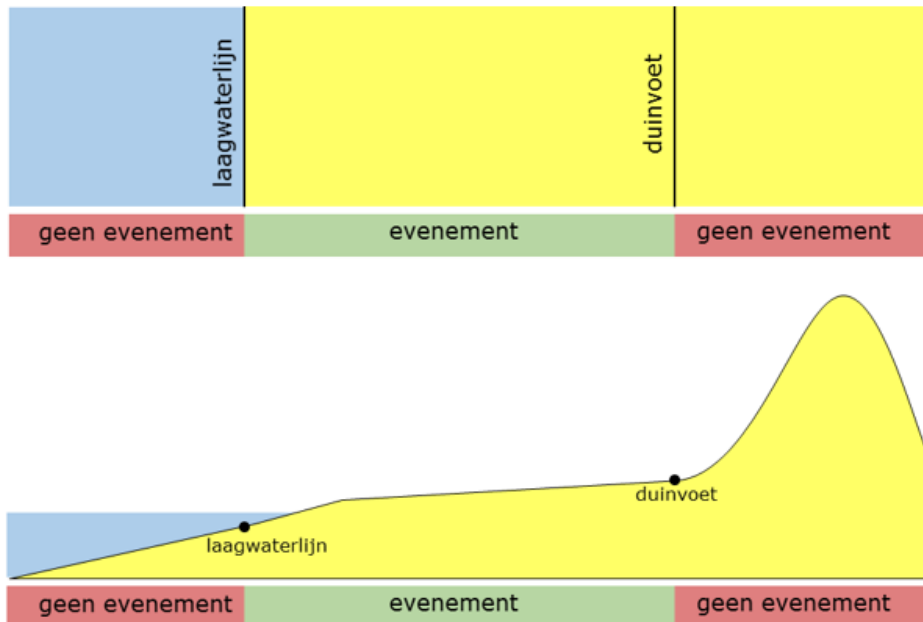 laagwaterlijn
duinvoet
geen evenement
evenement
geen evenement
duinvoet
laagwaterlijn
geen evenement
evenement
geen evenement